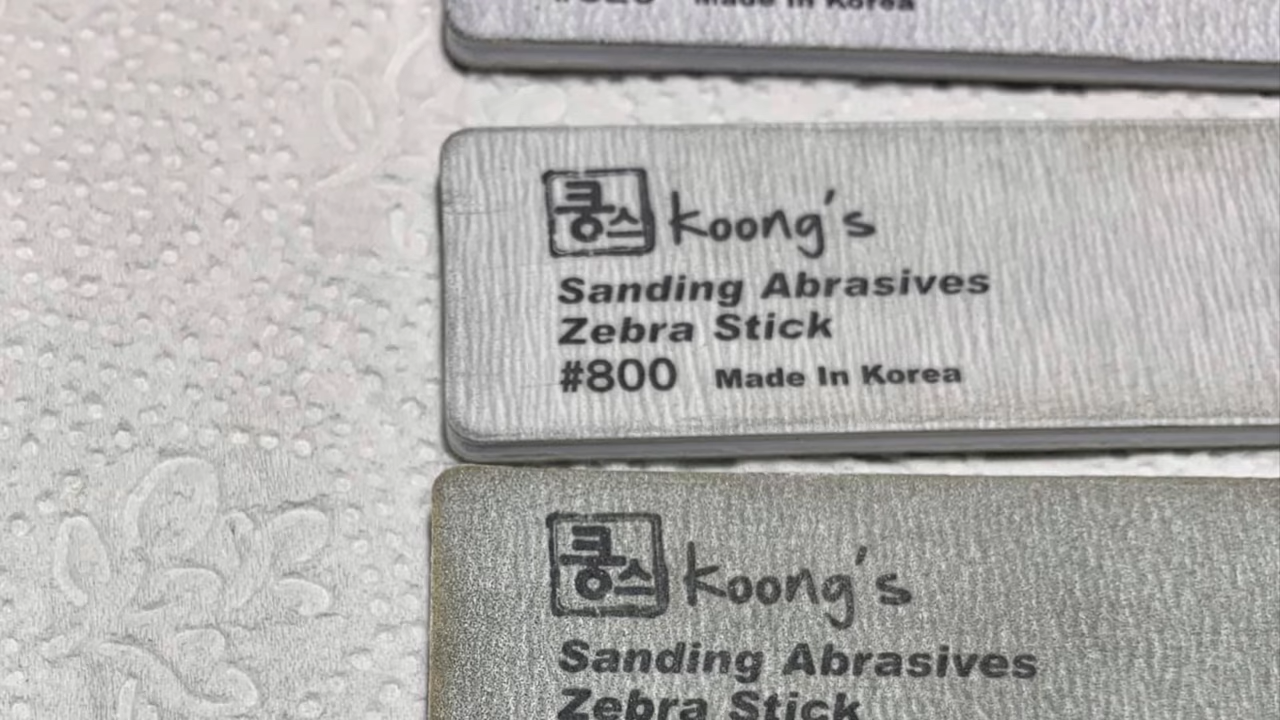 Made In Korea
쿵스 Koong's
Sanding Abrasives
Zebra Stick
#800 Made In Korea
쿵스 Koong's
Sanding Abrasives
Zebra Stick